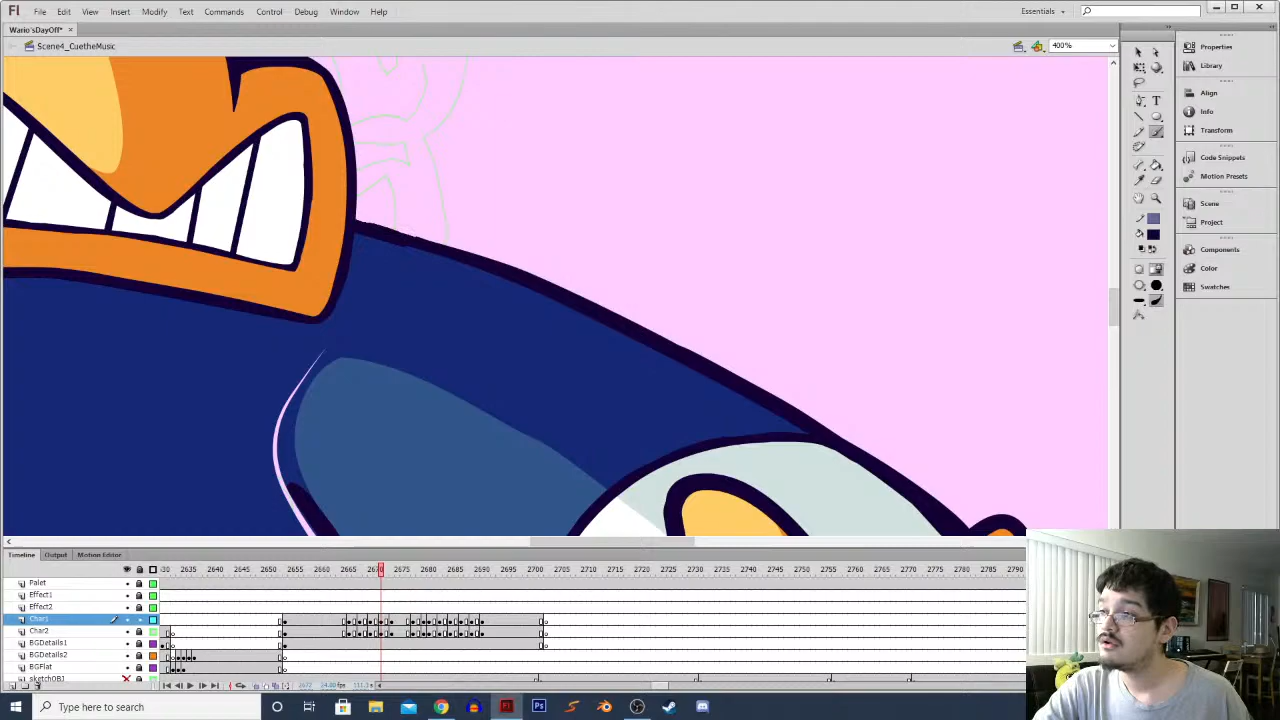 Fl File Edit View Insert Modify Text Commands Control Debug Window Help Essentials
Wario'sDayOff* ×
Scene4_CuetheMusic 400%
Properties
Library
Align
Info
Transform
Code Snippets
Motion Presets
Scene
Project
Components
Color
Swatches
T
Timeline Output Motion Editor
2635 2640 2645 2650 2655 2660 2665 2675 2680 2685 2690 2695 2700 2705 2710 2715 2720 2725 2730 2735 2740 2745 2750 2755 2760 2765 2770 2775 2780 2785 2790
Palet
Effect1
Effect2
Char1
Char2
BGDetails1
BGDetails2
BGFlat
sketchOBJ
Type here to search
Fl
Ps